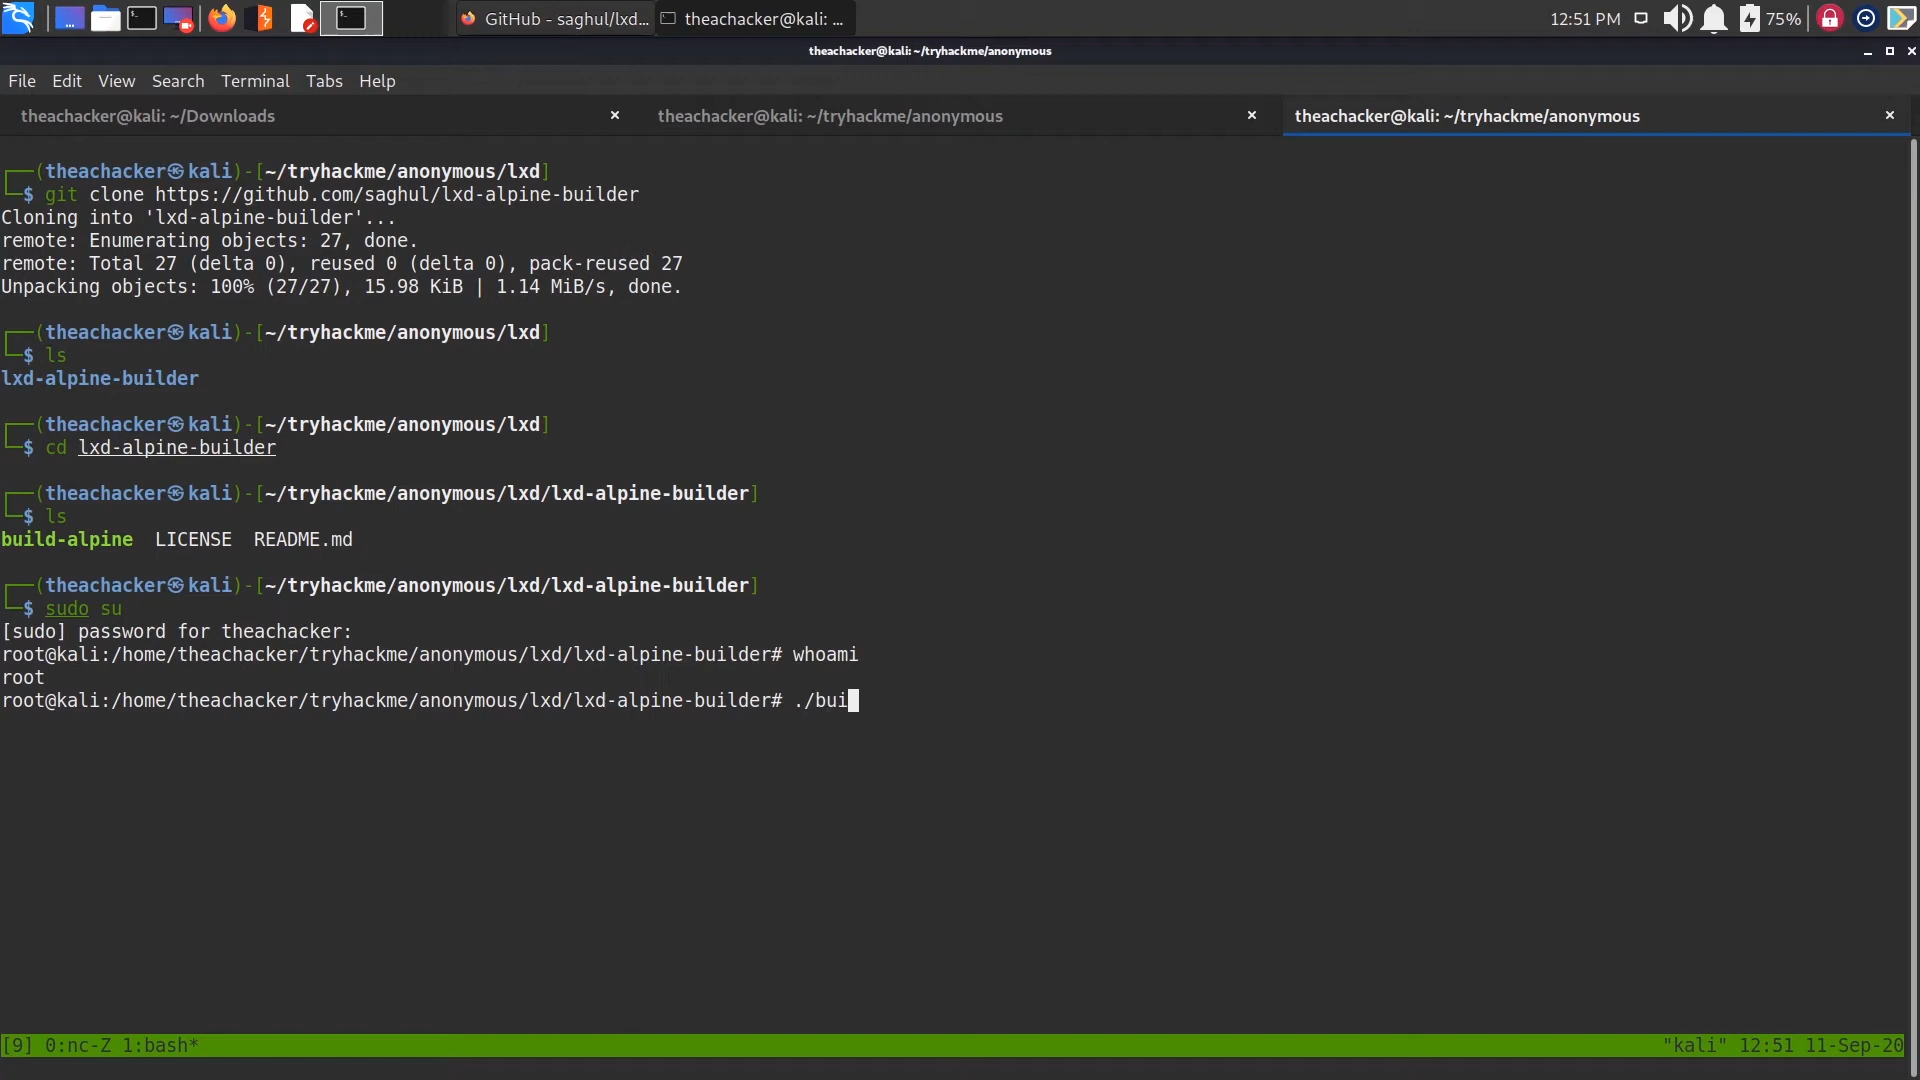 GitHub - saghul/lxd... theachacker@kali: ... 12:51 PM 75%
theachacker@kali: ~/tryhackme/anonymous
File Edit View Search Terminal Tabs Help
theachacker@kali: ~/Downloads × theachacker@kali: ~/tryhackme/anonymous × theachacker@kali: ~/tryhackme/anonymous ×
┌──(theachacker㉿kali)-[~/tryhackme/anonymous/lxd]
└─$ git clone https://github.com/saghul/lxd-alpine-builder
Cloning into 'lxd-alpine-builder'...
remote: Enumerating objects: 27, done.
remote: Total 27 (delta 0), reused 0 (delta 0), pack-reused 27
Unpacking objects: 100% (27/27), 15.98 KiB | 1.14 MiB/s, done.
┌──(theachacker㉿kali)-[~/tryhackme/anonymous/lxd]
└─$ ls
lxd-alpine-builder
┌──(theachacker㉿kali)-[~/tryhackme/anonymous/lxd]
└─$ cd lxd-alpine-builder
┌──(theachacker㉿kali)-[~/tryhackme/anonymous/lxd/lxd-alpine-builder]
└─$ ls
build-alpine LICENSE README.md
┌──(theachacker㉿kali)-[~/tryhackme/anonymous/lxd/lxd-alpine-builder]
└─$ sudo su
[sudo] password for theachacker:
root@kali:/home/theachacker/tryhackme/anonymous/lxd/lxd-alpine-builder# whoami
root
root@kali:/home/theachacker/tryhackme/anonymous/lxd/lxd-alpine-builder# ./bui
[9] 0:nc-Z 1:bash* "kali" 12:51 11-Sep-20